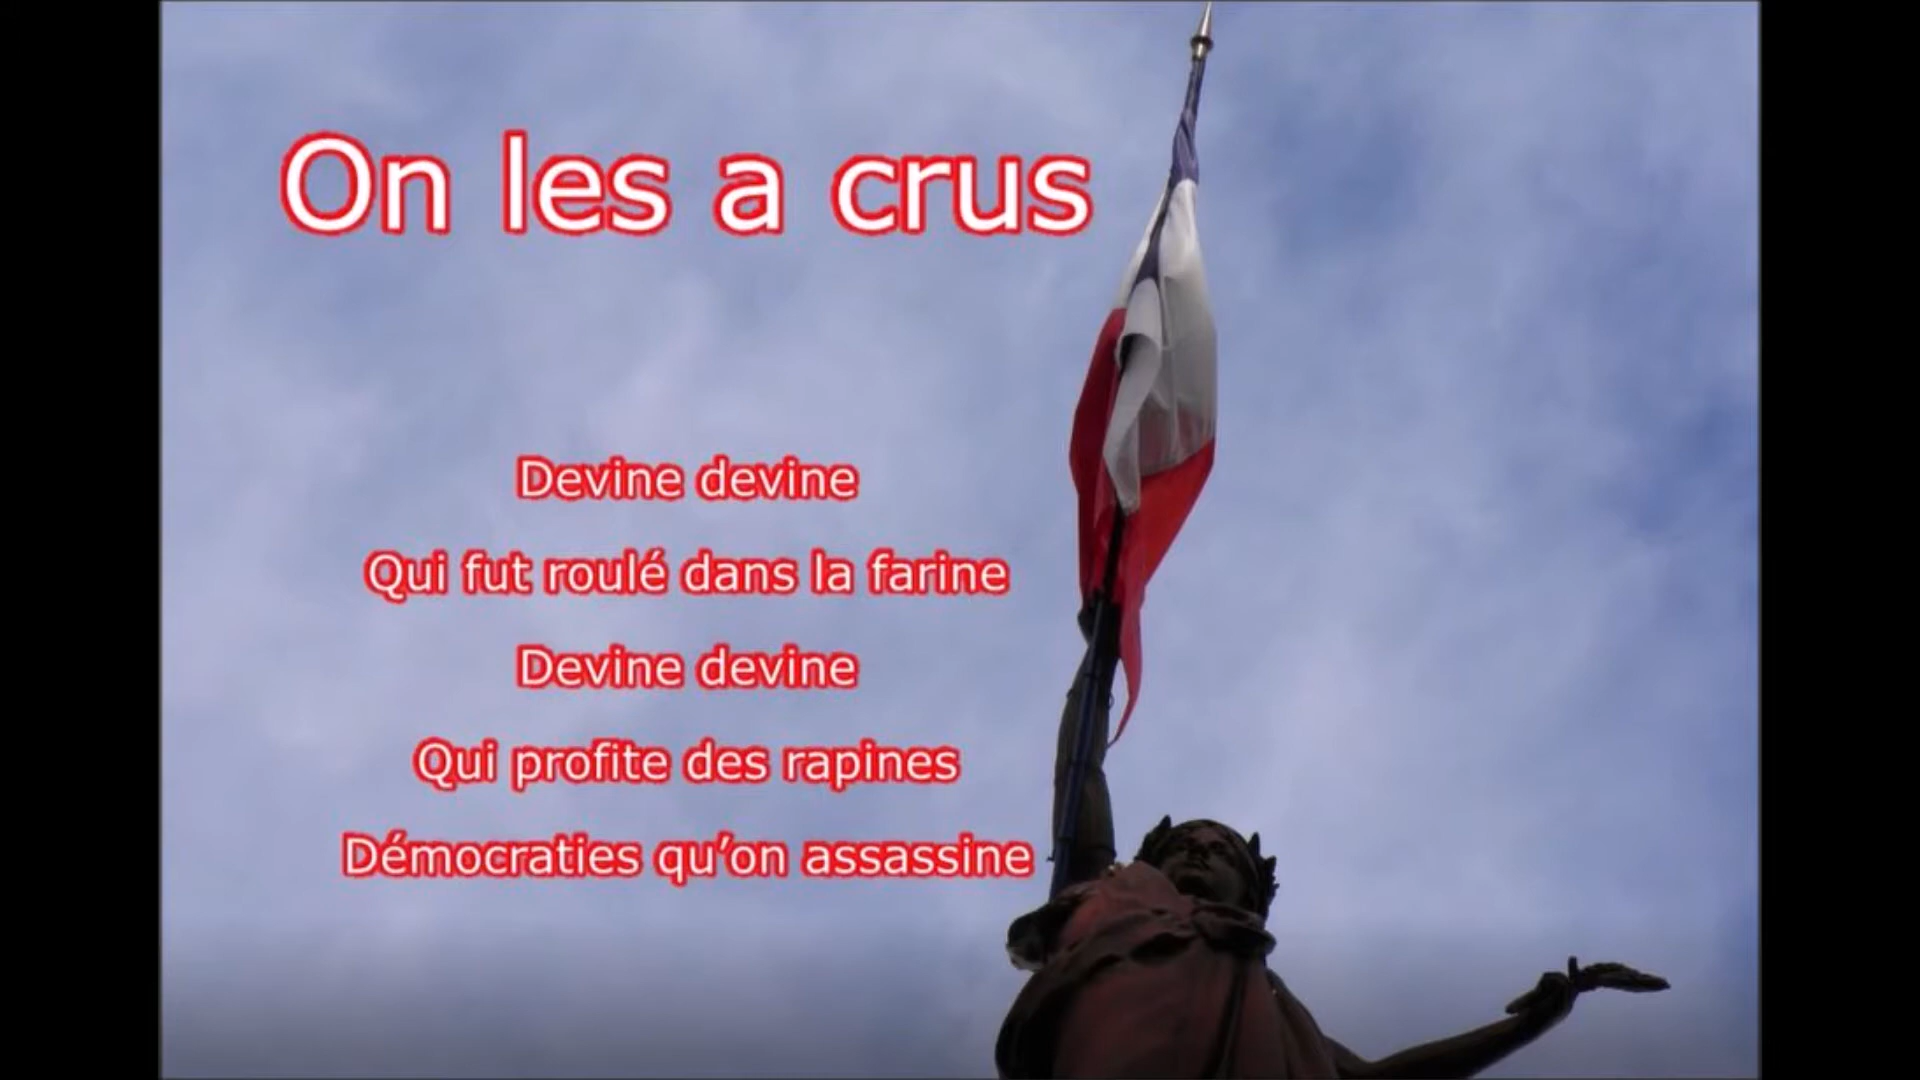 On les a crus
Devine devine
Qui fut roulé dans la farine
Devine devine
Qui profite des rapines
Démocraties qu’on assassine